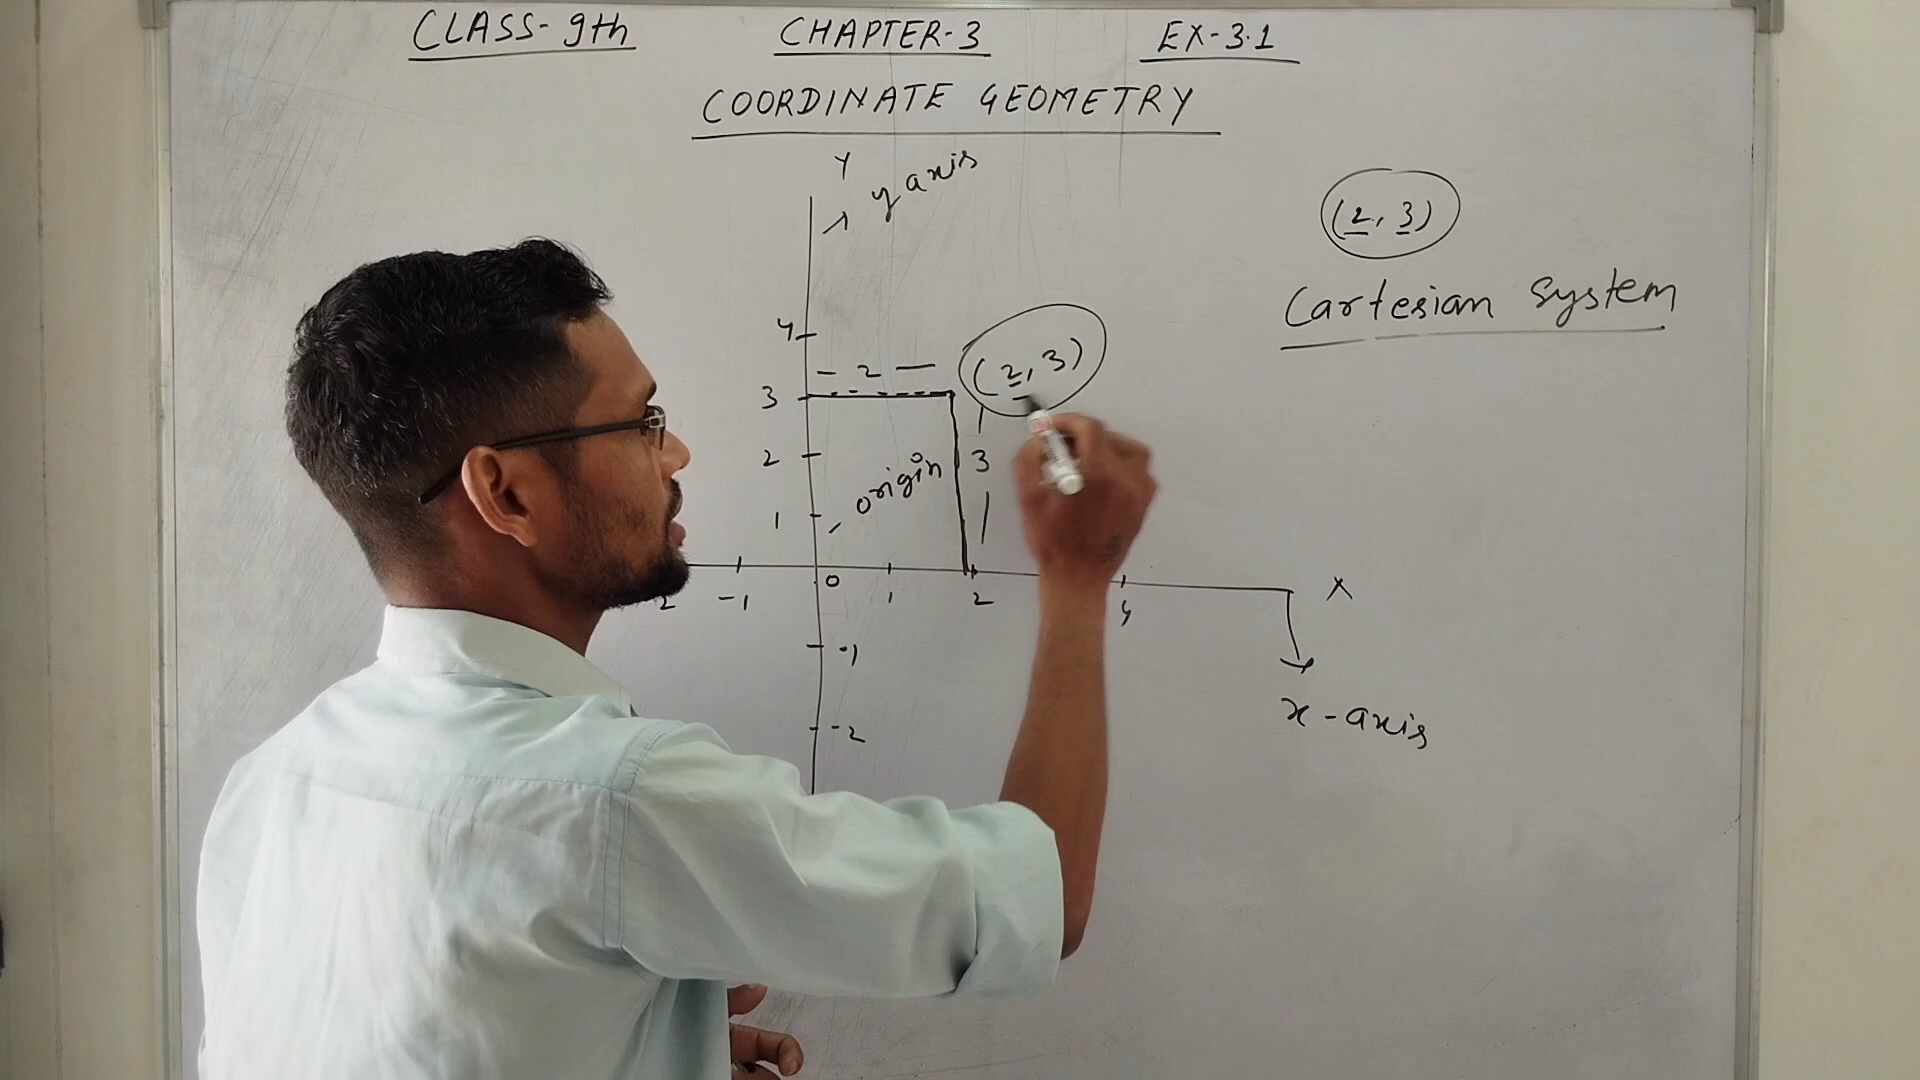 CLASS-9th CHAPTER-3 EX-3.1
COORDINATE GEOMETRY
Y
y axis
(2, 3)
Cartesian system
4
2
(2, 3)
3
2
3
origin
1
0
X
2 -1 1 2 4
-1
-2
x-axis